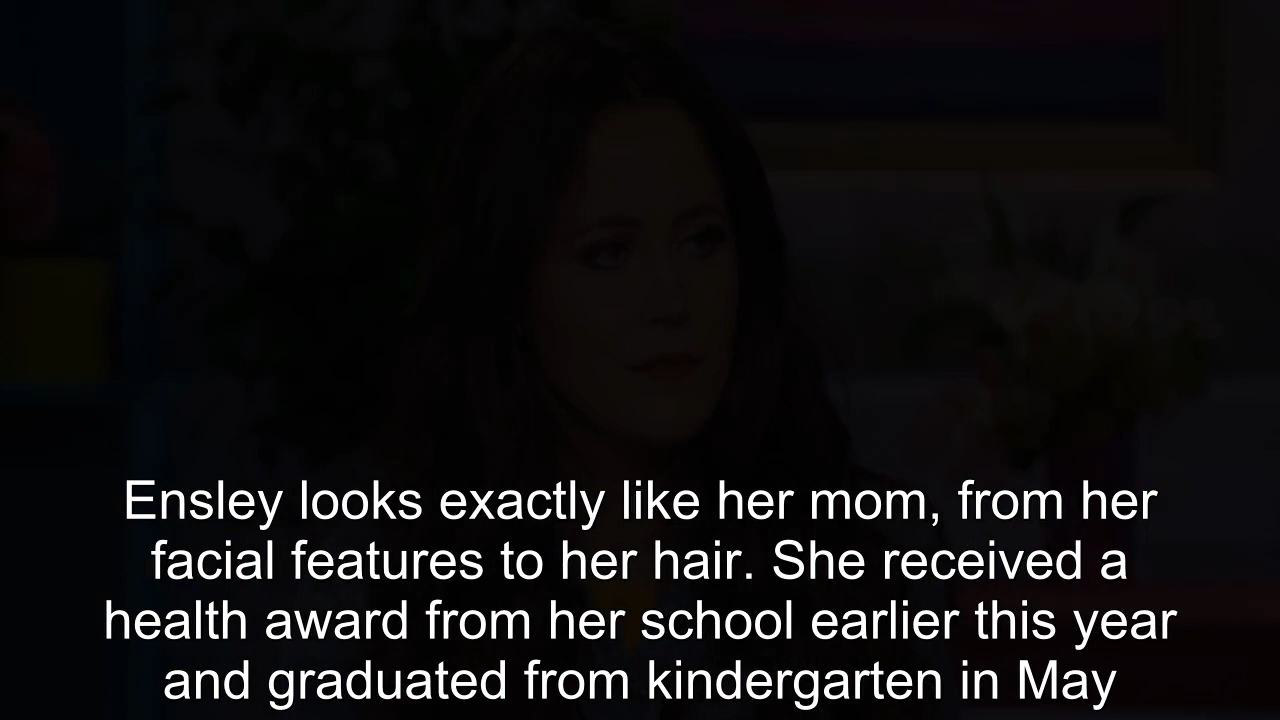 Ensley looks exactly like her mom, from her
facial features to her hair. She received a
health award from her school earlier this year
and graduated from kindergarten in May